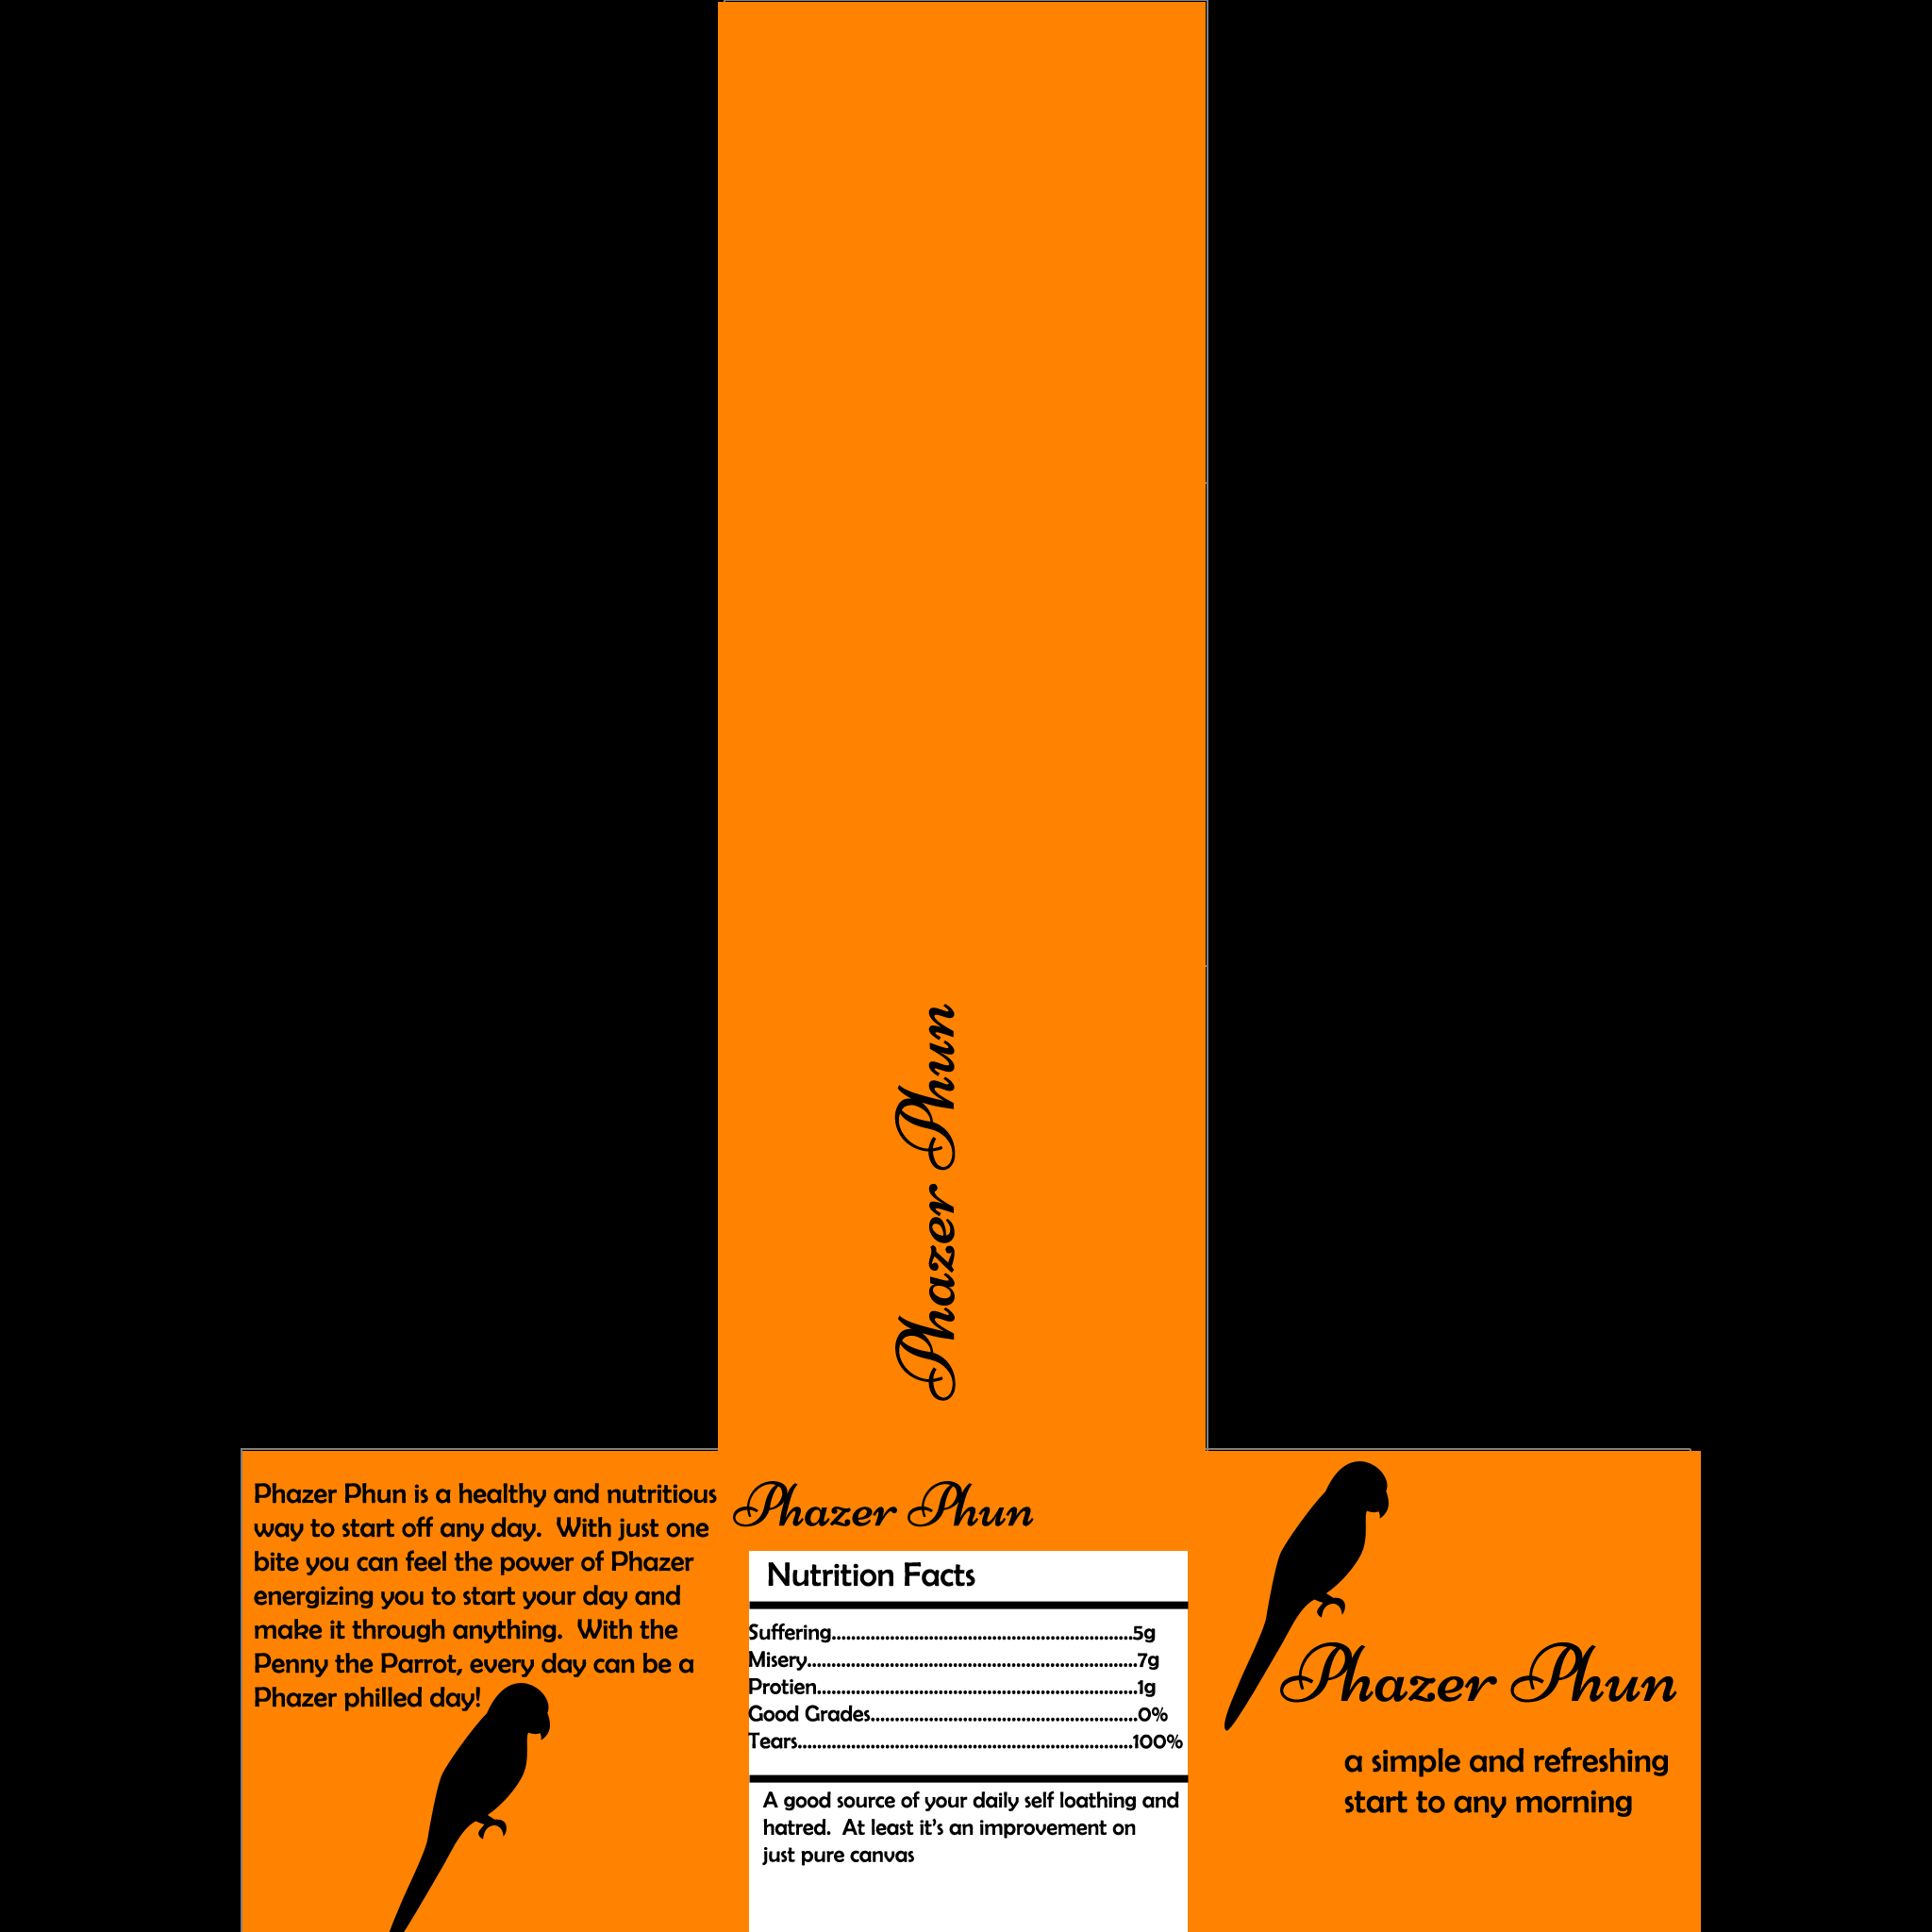 Phazer Phun
Phazer Phun is a healthy and nutritious
way to start off any day.  With just one
bite you can feel the power of Phazer
energizing you to start your day and
make it through anything.  With the
Penny the Parrot, every day can be a
Phazer philled day!
Phazer Phun
Nutrition Facts
Suffering..............................................................5g
Misery....................................................................7g
Protien..................................................................1g
Good Grades.......................................................0%
Tears.....................................................................100%
A good source of your daily self loathing and
hatred.  At least it’s an improvement on
just pure canvas
Phazer Phun
a simple and refreshing
start to any morning